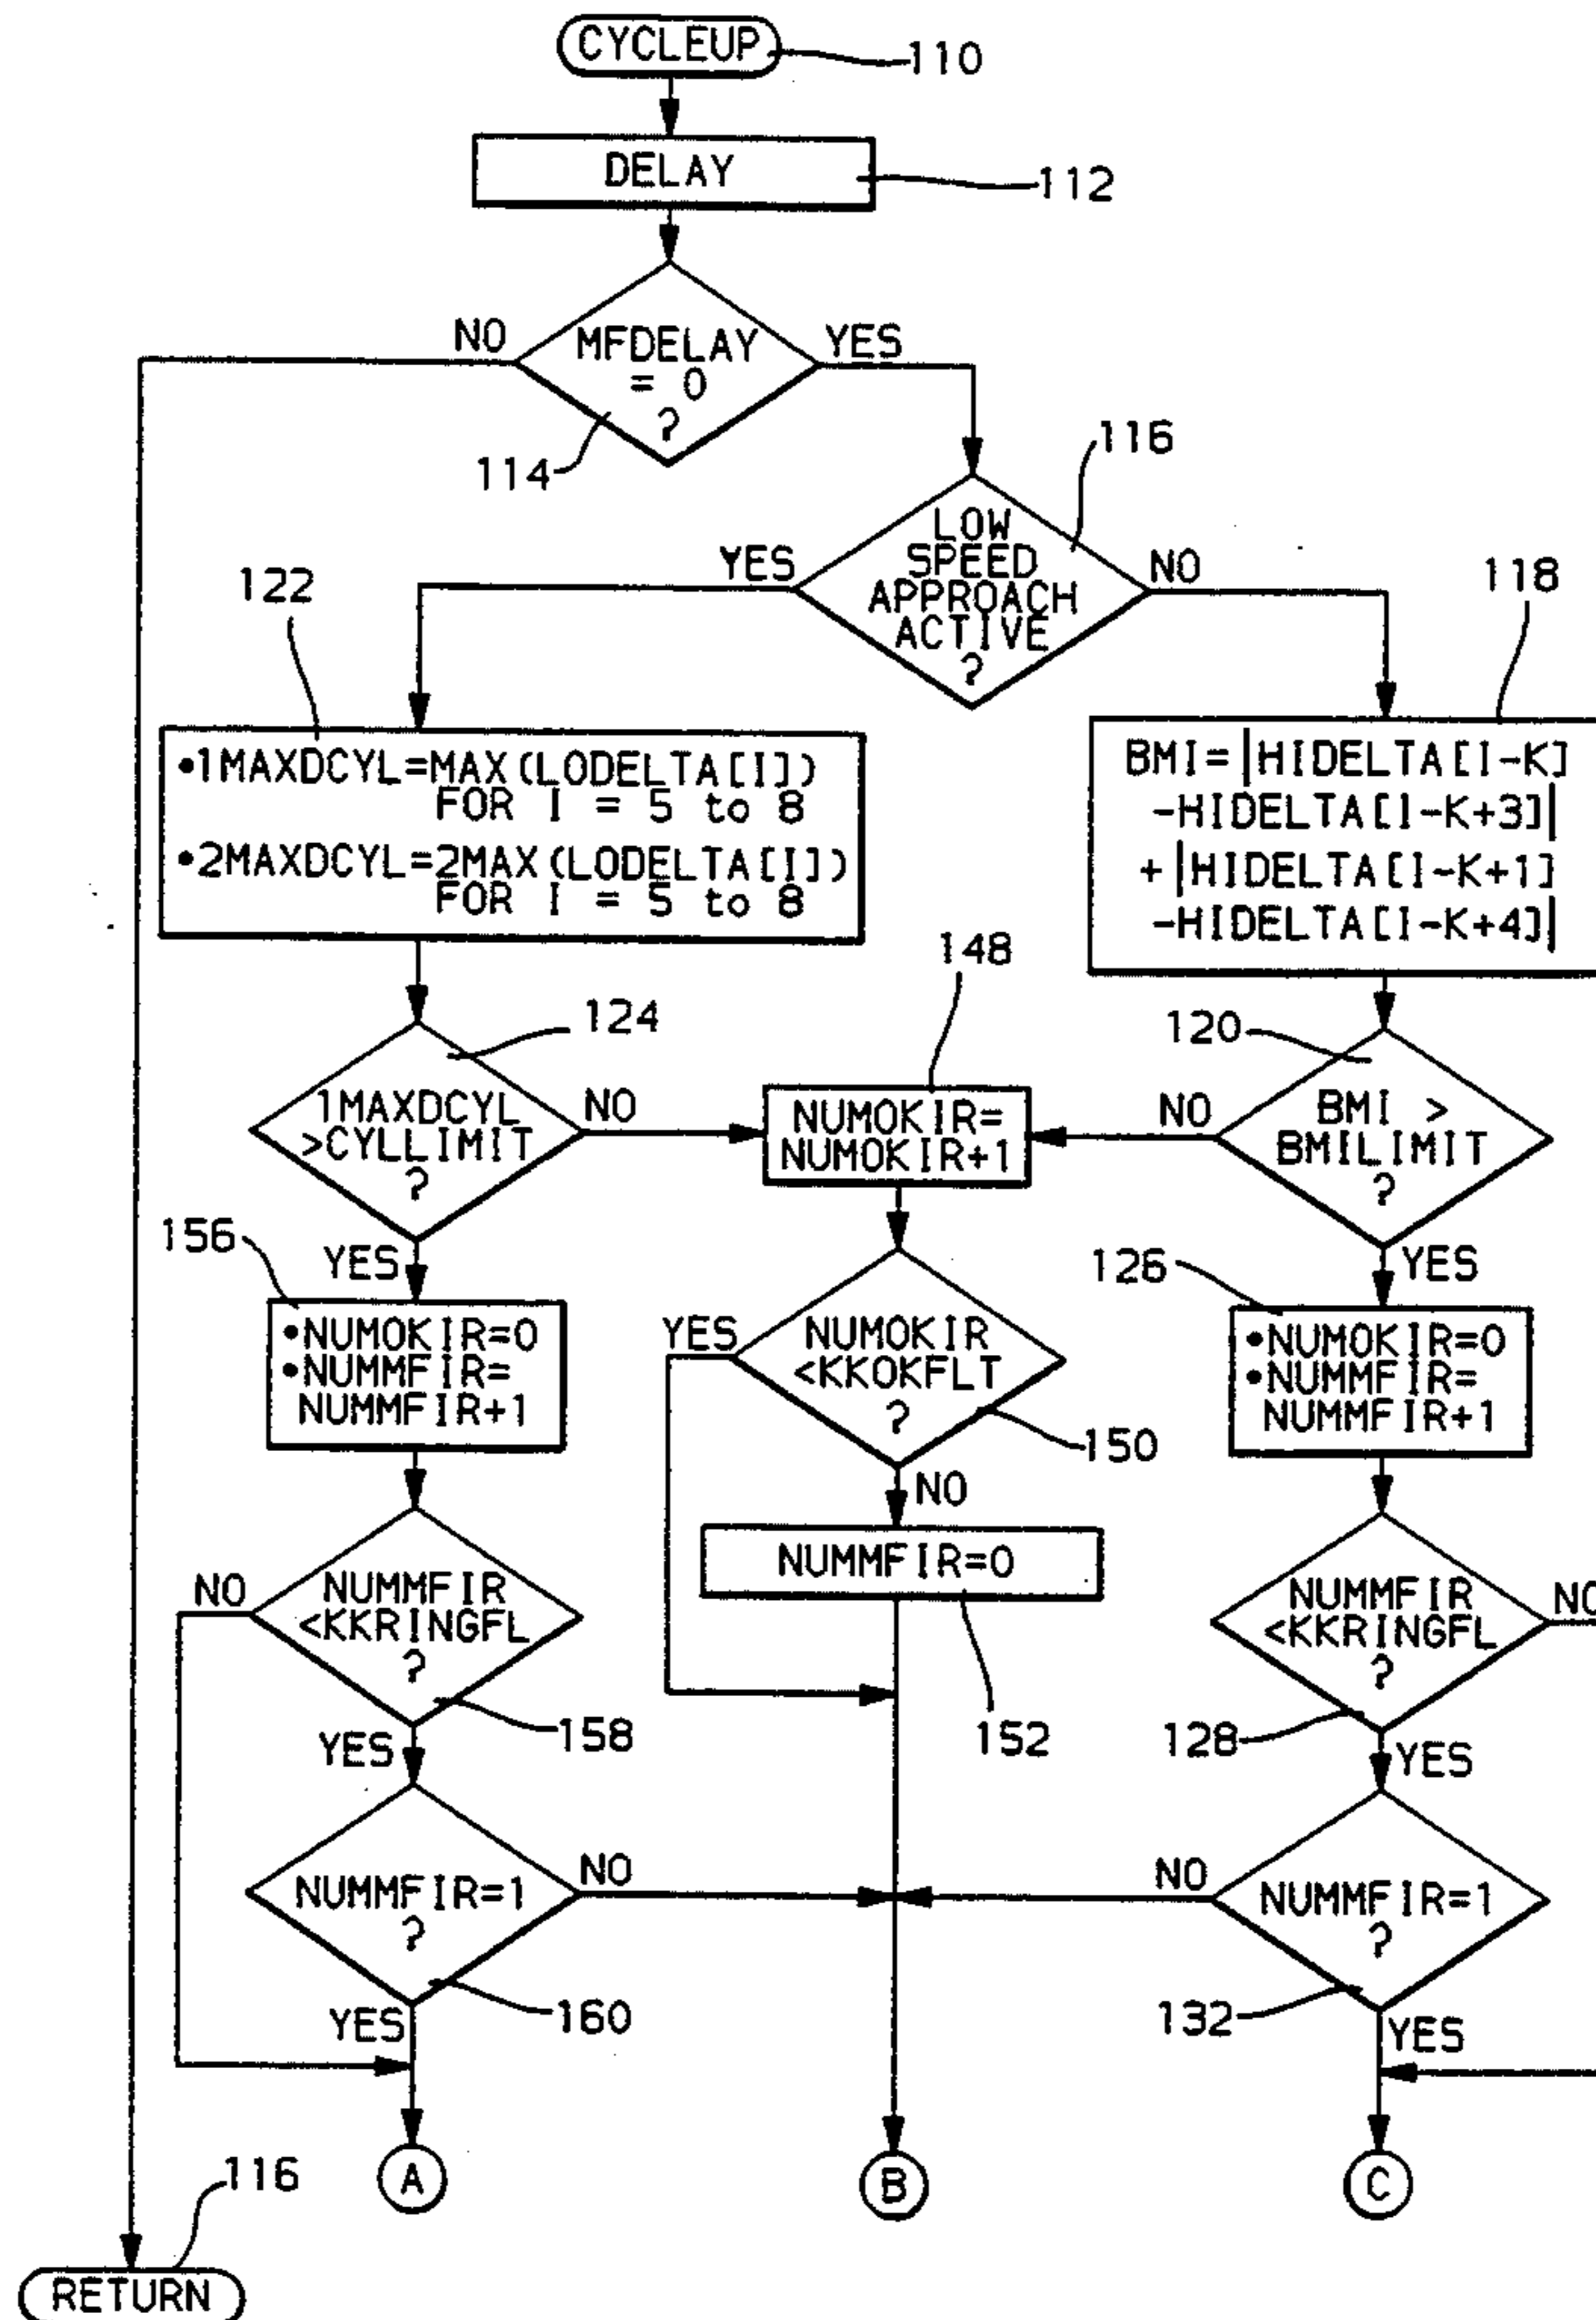 CYCLEUP
110
DELAY
112
NO
MFDELAY
= 0
?
YES
114
116
LOW
SPEED
APPROACH
ACTIVE
?
YES
NO
122
118
•1MAXDCYL=MAX(LODELTA[I])
FOR I = 5 to 8
•2MAXDCYL=2MAX(LODELTA[I])
FOR I = 5 to 8
BMI=|HIDELTA[I-K]
-HIDELTA[I-K+3]|
+|HIDELTA[I-K+1]
-HIDELTA[I-K+4]|
148
124
120
1MAXDCYL
>CYLLIMIT
?
NO
NUMOKIR=
NUMOKIR+1
NO
BMI >
BMILIMIT
?
156
YES
126
YES
•NUMOKIR=0
•NUMMFIR=
NUMMFIR+1
YES
NUMOKIR
<KKOKFLT
?
150
NO
•NUMOKIR=0
•NUMMFIR=
NUMMFIR+1
NO
NUMMFIR
<KKRINGFL
?
158
YES
NUMMFIR=0
152
NUMMFIR
<KKRINGFL
?
NO
128
YES
NUMMFIR=1
?
NO
160
YES
NO
NUMMFIR=1
?
132
YES
A
B
C
116
RETURN